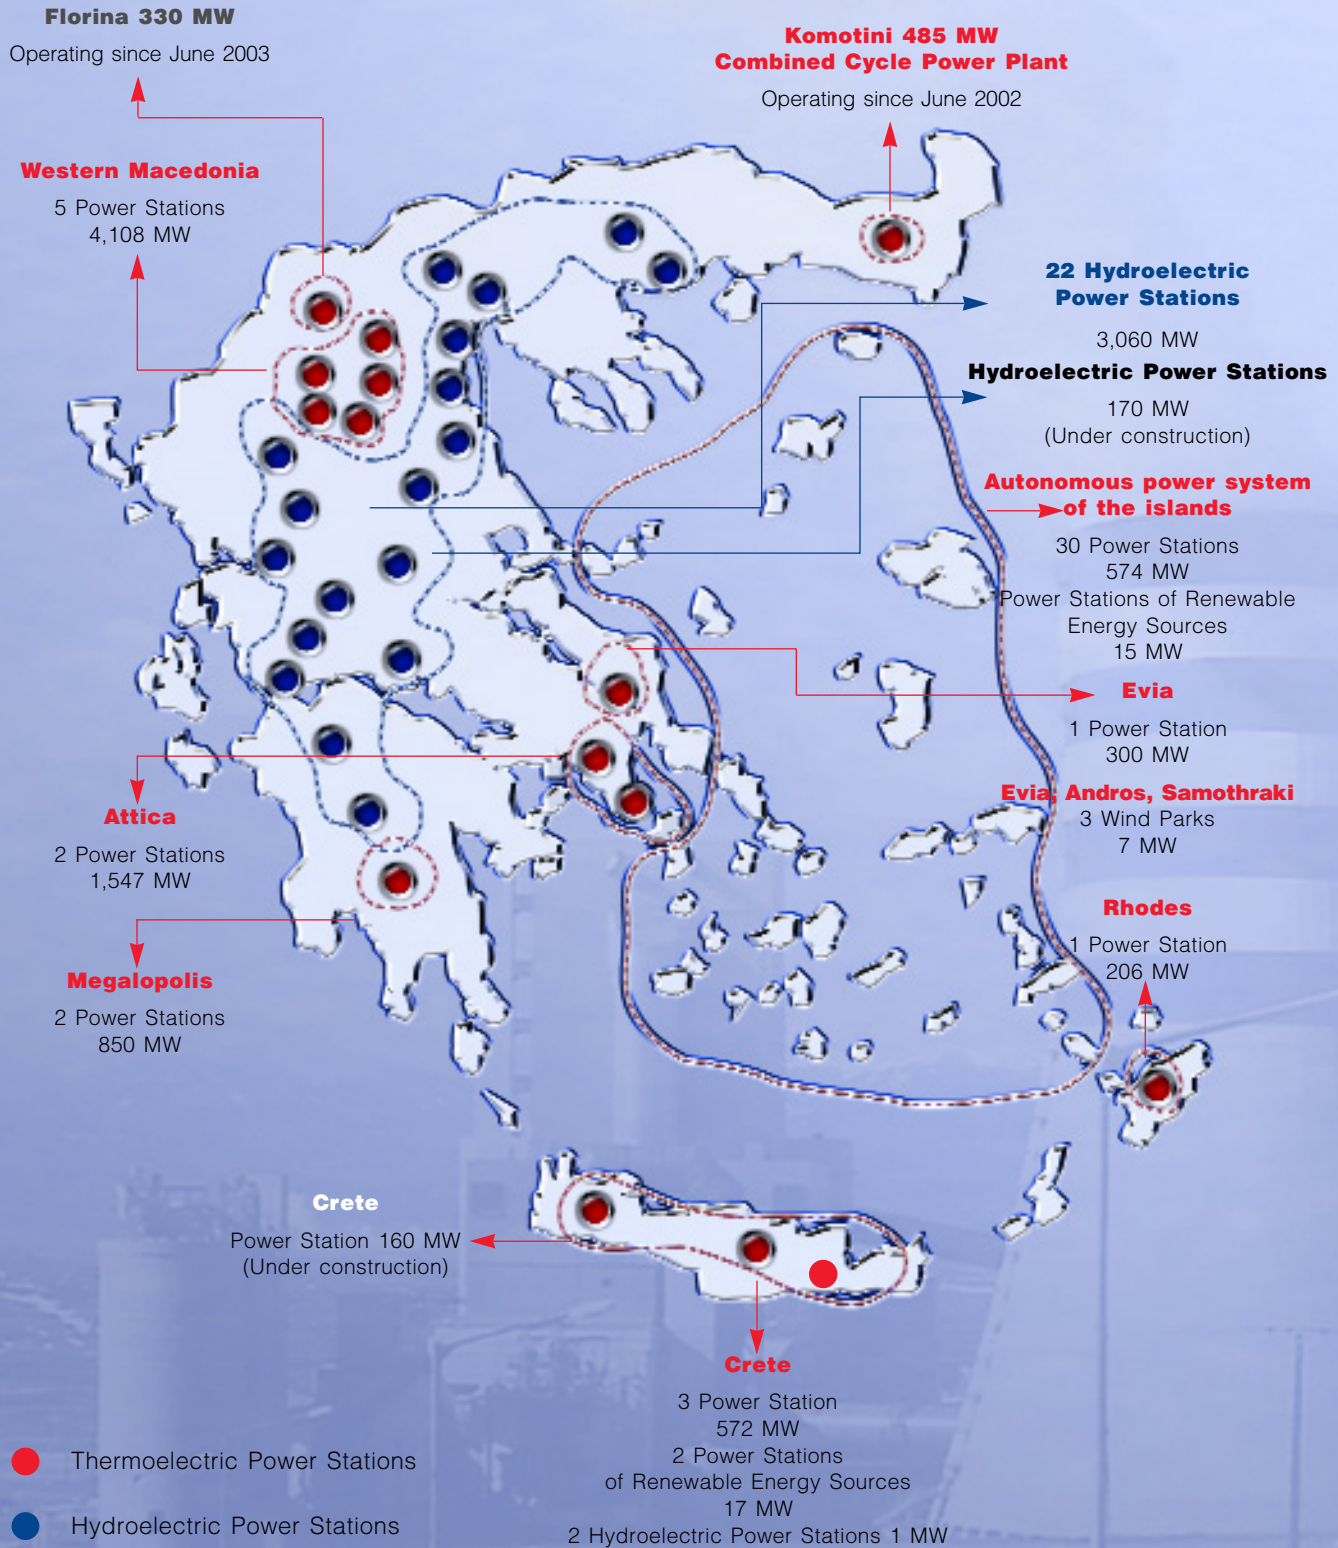 Florina 330 MW
Operating since June 2003
Komotini 485 MW
Combined Cycle Power Plant
Operating since June 2002
Western Macedonia
5 Power Stations
4,108 MW
22 Hydroelectric
Power Stations
3,060 MW
Hydroelectric Power Stations
170 MW
(Under construction)
Autonomous power system
of the islands
30 Power Stations
574 MW
Power Stations of Renewable
Energy Sources
15 MW
Evia
1 Power Station
300 MW
Evia, Andros, Samothraki
3 Wind Parks
7 MW
Attica
2 Power Stations
1,547 MW
Rhodes
1 Power Station
206 MW
Megalopolis
2 Power Stations
850 MW
Crete
Power Station 160 MW
(Under construction)
Crete
3 Power Station
572 MW
2 Power Stations
of Renewable Energy Sources
17 MW
2 Hydroelectric Power Stations 1 MW
Thermoelectric Power Stations
Hydroelectric Power Stations